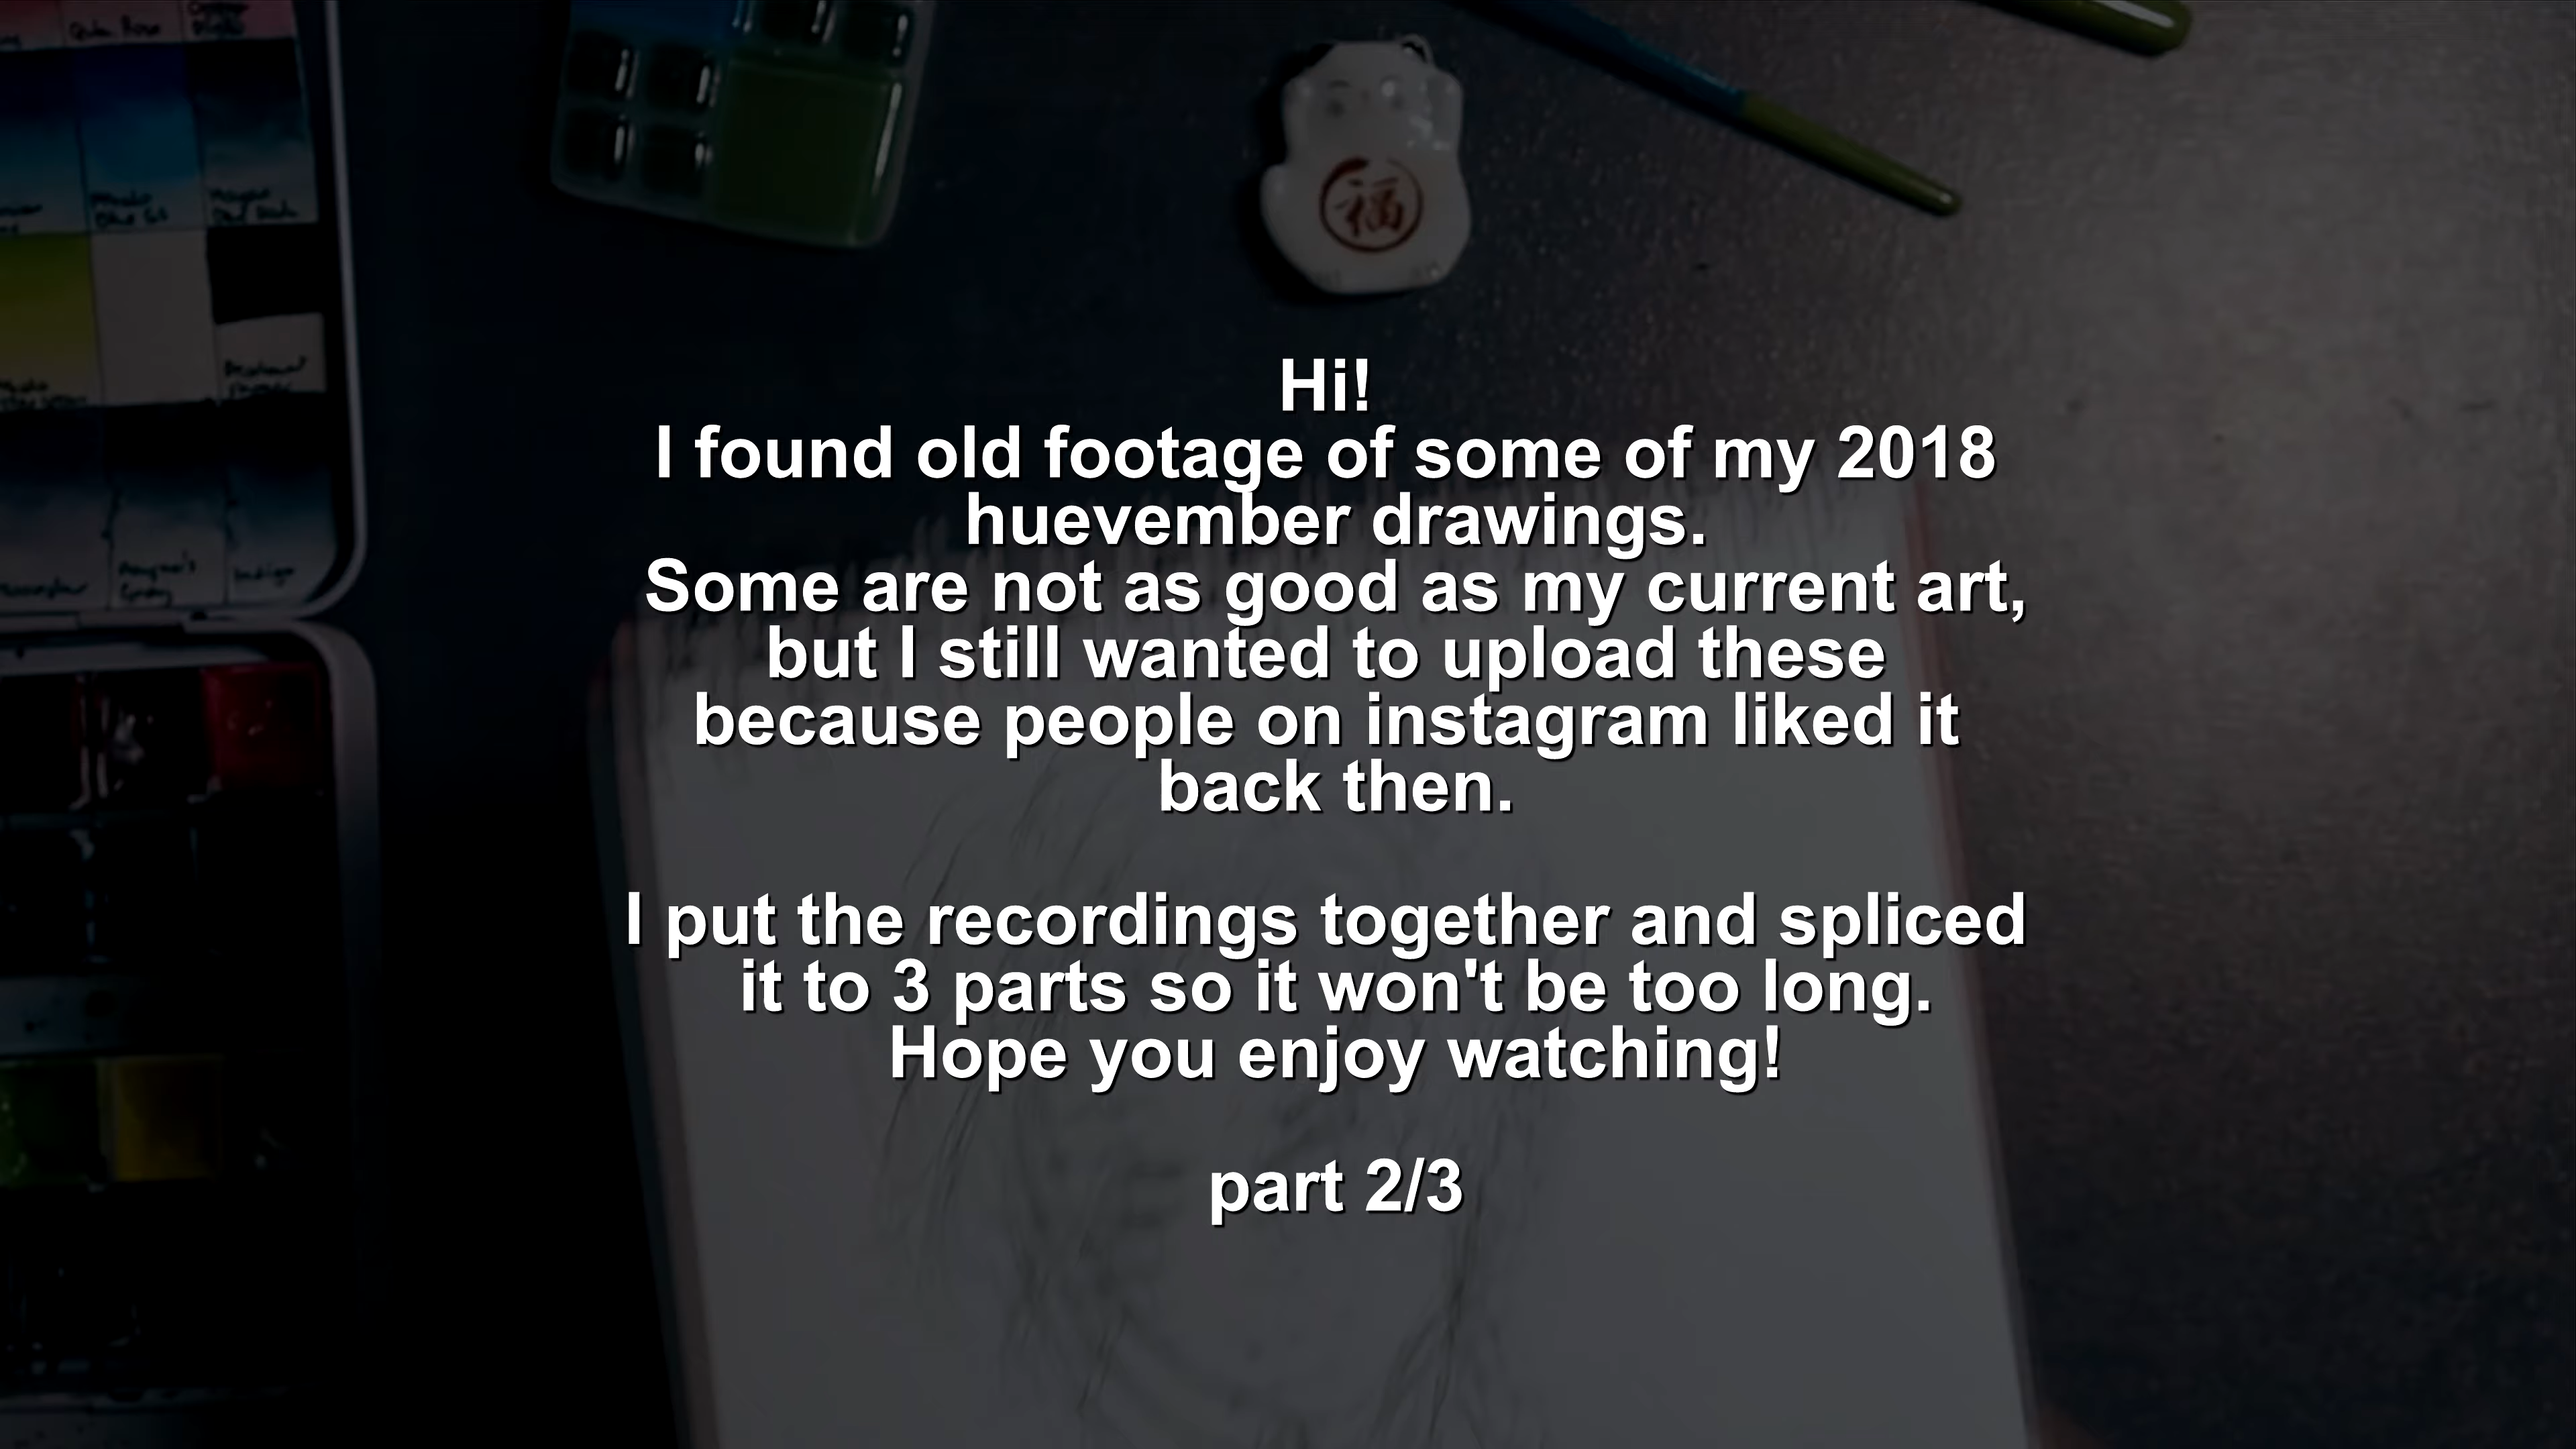 福
Hi!
I found old footage of some of my 2018
huevember drawings.
Some are not as good as my current art,
but I still wanted to upload these
because people on instagram liked it
back then.
I put the recordings together and spliced
it to 3 parts so it won't be too long.
Hope you enjoy watching!
part 2/3
Indigo